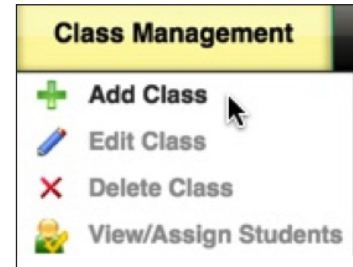 Class Management
Add Class
Edit Class
Delete Class
View/Assign Students